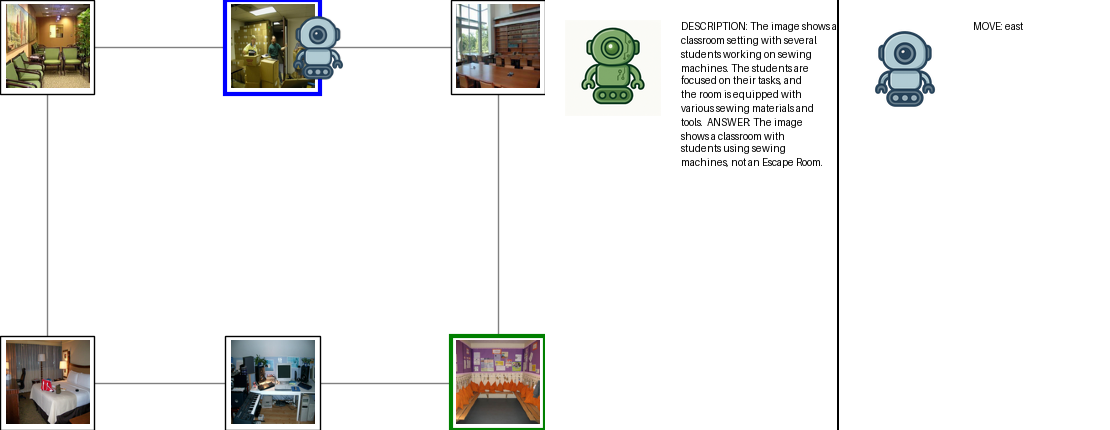 DESCRIPTION: The image shows a
classroom setting with several
students working on sewing
machines. The students are
focused on their tasks, and
the room is equipped with
various sewing materials and
tools.  ANSWER: The image
shows a classroom with
students using sewing
machines, not an Escape Room.
MOVE: east